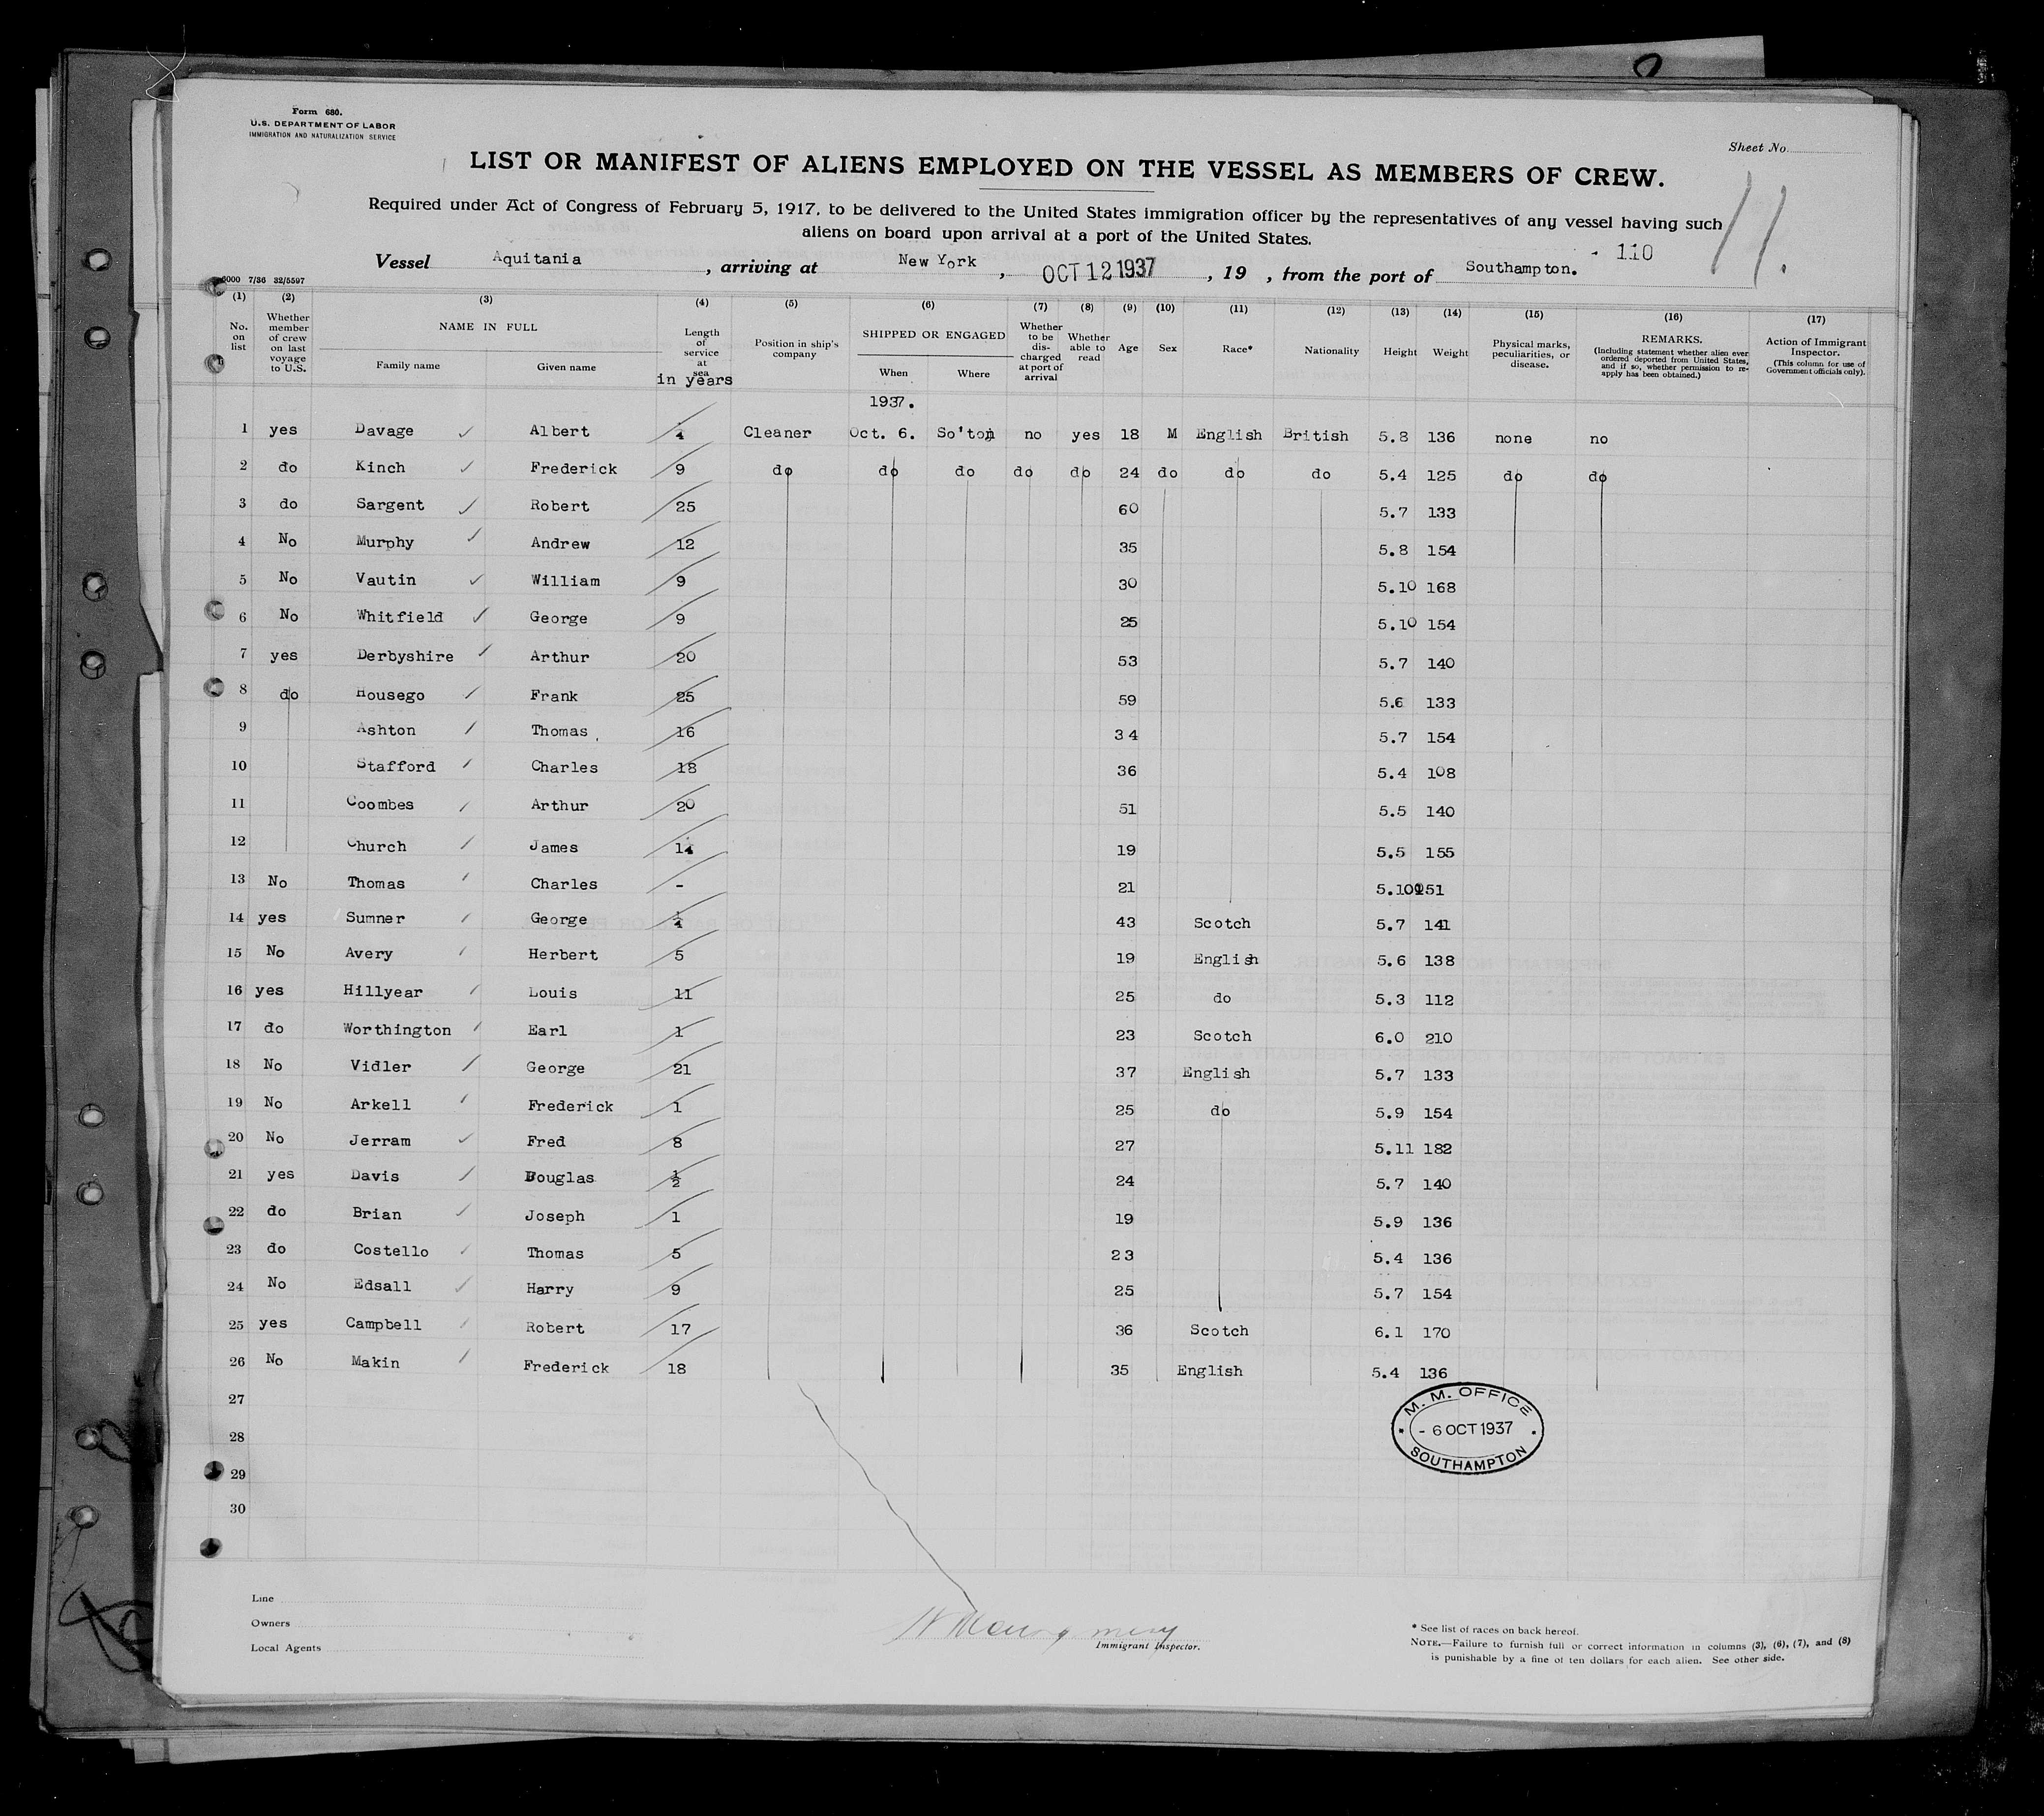 Form 680.
U.S. DEPARTMENT OF LABOR
IMMIGRATION AND NATURALIZATION SERVICE
Sheet No.
LIST OR MANIFEST OF ALIENS EMPLOYED ON THE VESSEL AS MEMBERS OF CREW.
Required under Act of Congress of February 5, 1917, to be delivered to the United States immigration officer by the representatives of any vessel having such
aliens on board upon arrival at a port of the United States.
11.
- 110
Vessel Aquitania, arriving at New York, OCT 12 1937, 19 , from the port of Southampton.
6000 7/36 32/5597
(1) (2) (3) (4) (5) (6) (7) (8) (9) (10) (11) (12) (13) (14) (15) (16) (17)
No. on list
Whether member of crew on last voyage to U.S.
NAME IN FULL
Family name Given name
Length of service at sea
in years
Position in ship's company
SHIPPED OR ENGAGED
When Where
Whether to be discharged at port of arrival
Whether able to read
Age Sex Race* Nationality Height Weight
Physical marks, peculiarities, or disease.
REMARKS.
(Including statement whether alien ever ordered deported from United States, and if so, whether permission to re-apply has been obtained.)
Action of Immigrant Inspector.
(This column for use of Government officials only).
1937.
1 yes Davage Albert ¼ Cleaner Oct. 6. So'ton no yes 18 M English British 5.8 136 none no
2 do Kinch Frederick 9 do do do do do 24 do do do 5.4 125 do do
3 do Sargent Robert 25 60 5.7 133
4 No Murphy Andrew 12 35 5.8 154
5 No Vautin William 9 30 5.10 168
6 No Whitfield George 9 25 5.10 154
7 yes Derbyshire Arthur 20 53 5.7 140
8 do Housego Frank 25 59 5.6 133
9 Ashton Thomas 16 34 5.7 154
10 Stafford Charles 18 36 5.4 108
11 Coombes Arthur 20 51 5.5 140
12 Church James 1¼ 19 5.5 155
13 No Thomas Charles - 21 5.10 151
14 yes Sumner George ¼ 43 Scotch 5.7 141
15 No Avery Herbert 5 19 English 5.6 138
16 yes Hillyear Louis 11 25 do 5.3 112
17 do Worthington Earl 1 23 Scotch 6.0 210
18 No Vidler George 21 37 English 5.7 133
19 No Arkell Frederick 1 25 do 5.9 154
20 No Jerram Fred 8 27 5.11 182
21 yes Davis Douglas ½ 24 5.7 140
22 do Brian Joseph 1 19 5.9 136
23 do Costello Thomas 5 23 5.4 136
24 No Edsall Harry 9 25 5.7 154
25 yes Campbell Robert 17 36 Scotch 6.1 170
26 No Makin Frederick 18 35 English 5.4 136
27
28
29
30
M. M. OFFICE
- 6 OCT 1937
SOUTHAMPTON
Line
Owners
Local Agents
Immigrant Inspector.
* See list of races on back hereof.
NOTE.—Failure to furnish full or correct information in columns (3), (6), (7), and (8)
is punishable by a fine of ten dollars for each alien. See other side.